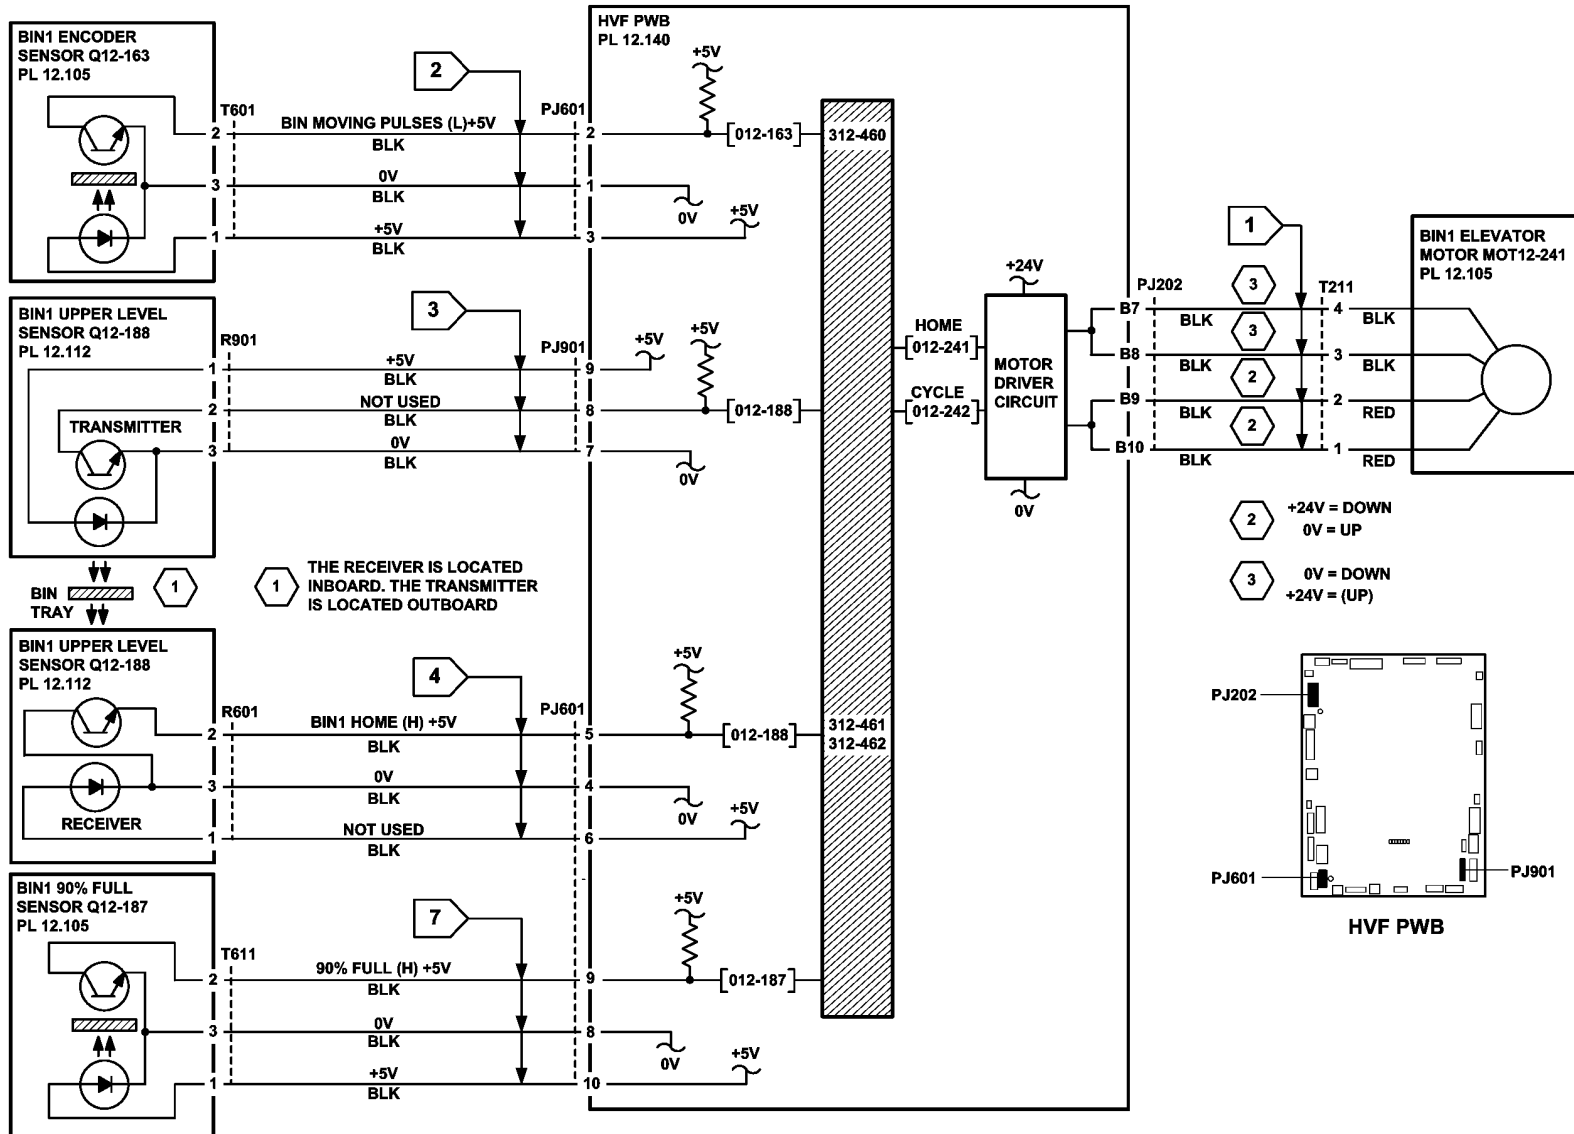 BIN1 ENCODER
SENSOR Q12-163
PL 12.105
T601
2
3
1
2
BIN MOVING PULSES (L)+5V
BLK
0V
BLK
+5V
BLK
PJ601
2
1
3
HVF PWB
PL 12.140
+5V
012-163
312-460
0V
+5V
BIN1 UPPER LEVEL
SENSOR Q12-188
PL 12.112
TRANSMITTER
R901
1
2
3
3
+5V
BLK
NOT USED
BLK
0V
BLK
PJ901
9
8
7
+5V
+5V
012-188
0V
HOME
012-241
CYCLE
012-242
+24V
MOTOR
DRIVER
CIRCUIT
0V
PJ202
B7
B8
B9
B10
1
3
3
2
2
BLK
BLK
BLK
BLK
T211
4
3
2
1
BLK
BLK
RED
RED
BIN1 ELEVATOR
MOTOR MOT12-241
PL 12.105
2
+24V = DOWN
0V = UP
3
0V = DOWN
+24V = (UP)
BIN
TRAY
1
1
THE RECEIVER IS LOCATED
INBOARD. THE TRANSMITTER
IS LOCATED OUTBOARD
BIN1 UPPER LEVEL
SENSOR Q12-188
PL 12.112
RECEIVER
R601
2
3
1
4
BIN1 HOME (H) +5V
BLK
0V
BLK
NOT USED
BLK
PJ601
5
4
6
+5V
012-188
312-461
312-462
0V
+5V
BIN1 90% FULL
SENSOR Q12-187
PL 12.105
T611
2
3
1
7
90% FULL (H) +5V
BLK
0V
BLK
+5V
BLK
9
8
10
+5V
012-187
0V
+5V
PJ202
PJ601
PJ901
HVF PWB